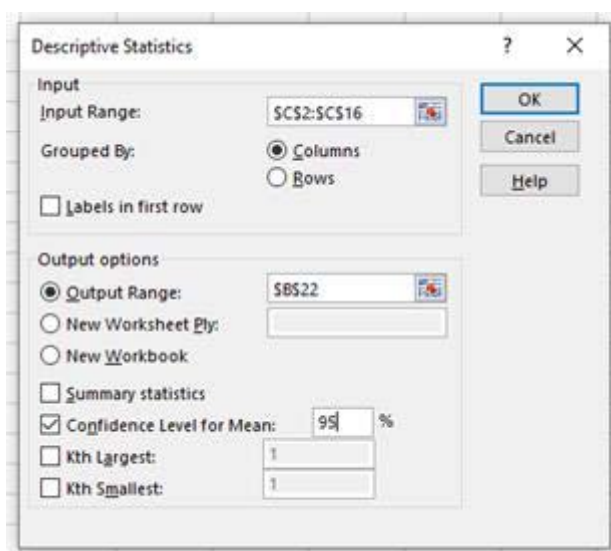 Descriptive Statistics ? ×
Input
Input Range: $C$2:$C$16
OK
Cancel
Grouped By: Columns
Rows
Help
Labels in first row
Output options
Output Range: $B$22
New Worksheet Ply:
New Workbook
Summary statistics
Confidence Level for Mean: 95 %
Kth Largest: 1
Kth Smallest: 1